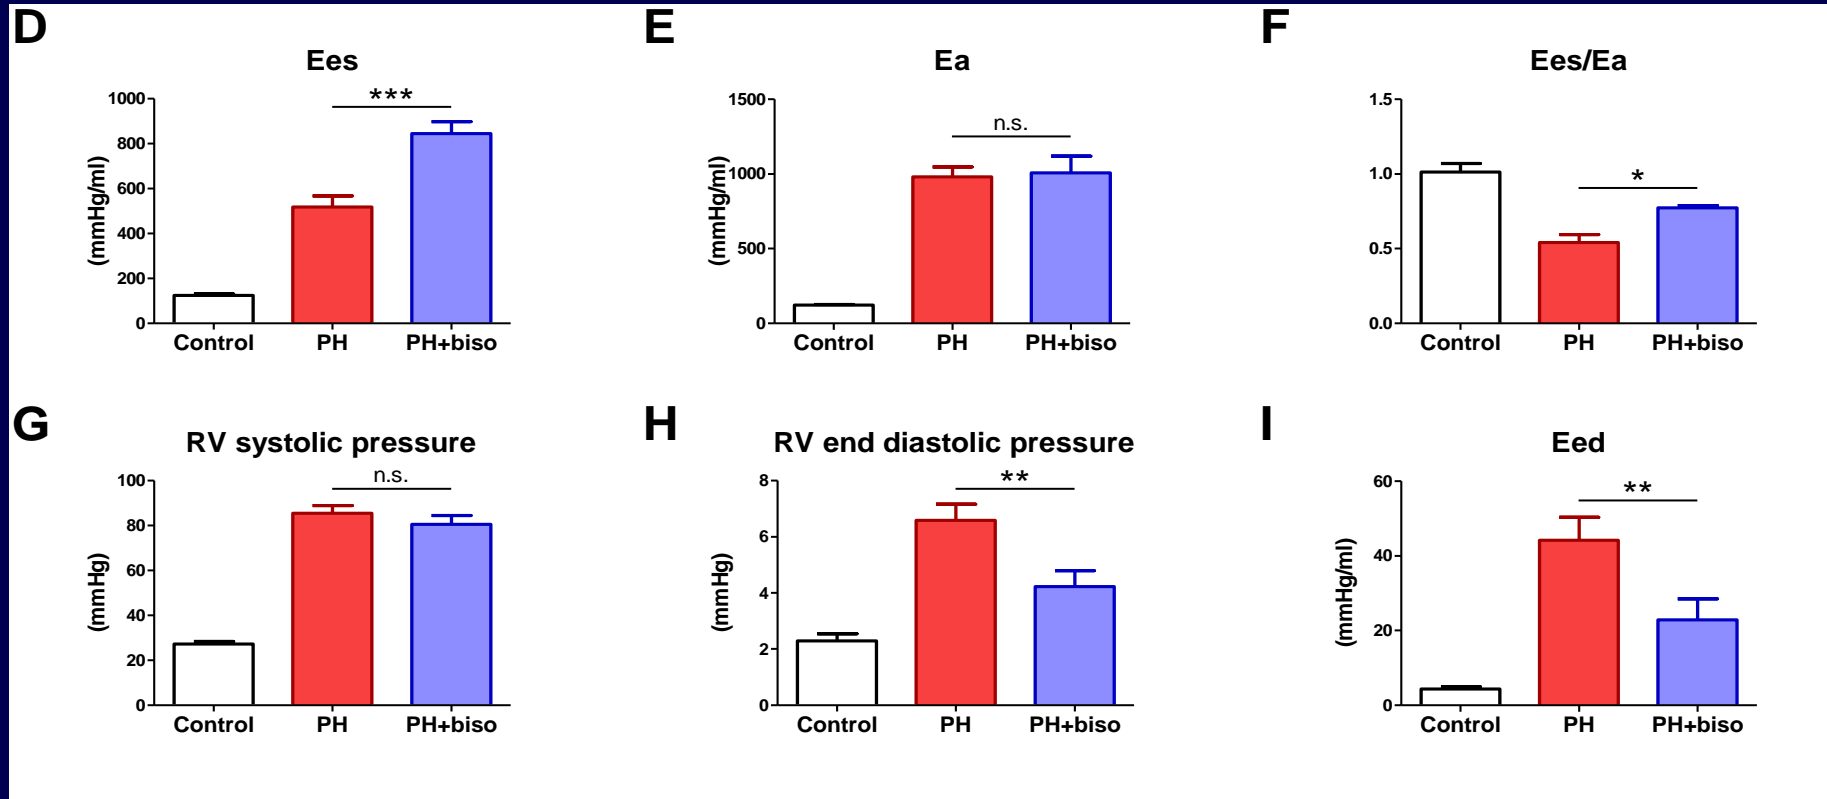 D
Ees
(mmHg/ml)
1000
800
600
400
200
0
***
Control PH PH+biso
E
Ea
(mmHg/ml)
1500
1000
500
0
n.s.
Control PH PH+biso
F
Ees/Ea
1.5
1.0
0.5
0.0
*
Control PH PH+biso
G
RV systolic pressure
(mmHg)
100
80
60
40
20
0
n.s.
Control PH PH+biso
H
RV end diastolic pressure
(mmHg)
8
6
4
2
0
**
Control PH PH+biso
I
Eed
(mmHg/ml)
60
40
20
0
**
Control PH PH+biso